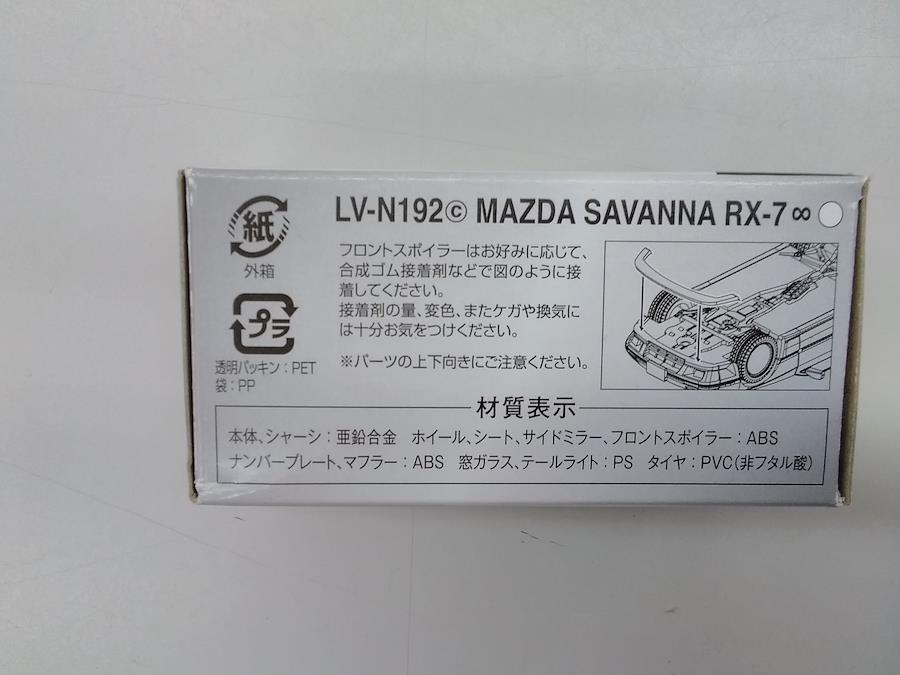 LV-N192Ⓒ MAZDA SAVANNA RX-7 ∞
紙
外箱
プラ
透明パッキン：PET
袋：PP
フロントスポイラーはお好みに応じて、
合成ゴム接着剤などで図のように接
着してください。
接着剤の量、変色、またケガや換気に
は十分お気をつけください。
※パーツの上下向きにご注意ください。
材質表示
本体、シャーシ：亜鉛合金　ホイール、シート、サイドミラー、フロントスポイラー：ABS
ナンバープレート、マフラー：ABS　窓ガラス、テールライト：PS　タイヤ：PVC（非フタル酸）